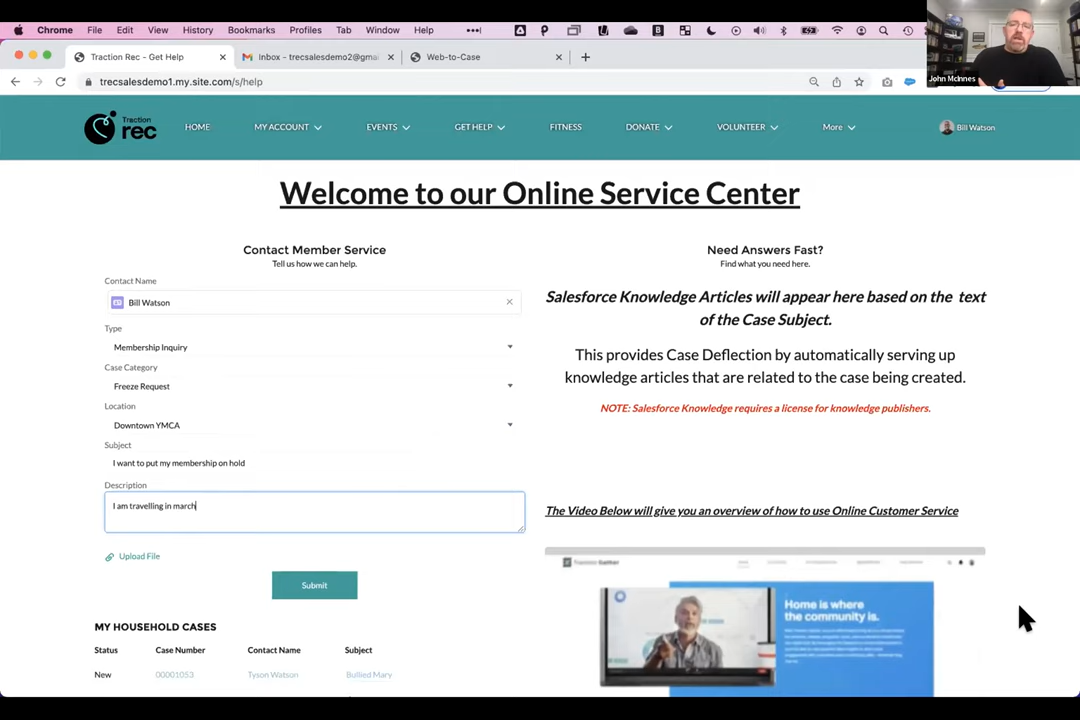 Chrome File Edit View History Bookmarks Profiles Tab Window Help
Traction Rec - Get Help
Inbox - trecsalesdemo2@gmai
Web-to-Case
trecsalesdemo1.my.site.com/s/help
John McInnes
Traction
rec
HOME MY ACCOUNT EVENTS GET HELP FITNESS DONATE VOLUNTEER More Bill Watson
Welcome to our Online Service Center
Contact Member Service
Tell us how we can help.
Contact Name
Bill Watson
Type
Membership Inquiry
Case Category
Freeze Request
Location
Downtown YMCA
Subject
I want to put my membership on hold
Description
I am travelling in march
Upload File
Submit
MY HOUSEHOLD CASES
Status Case Number Contact Name Subject
New 00001053 Tyson Watson Bullied Mary
Need Answers Fast?
Find what you need here.
Salesforce Knowledge Articles will appear here based on the text
of the Case Subject.
This provides Case Deflection by automatically serving up
knowledge articles that are related to the case being created.
NOTE: Salesforce Knowledge requires a license for knowledge publishers.
The Video Below will give you an overview of how to use Online Customer Service
Home is where
the community is.